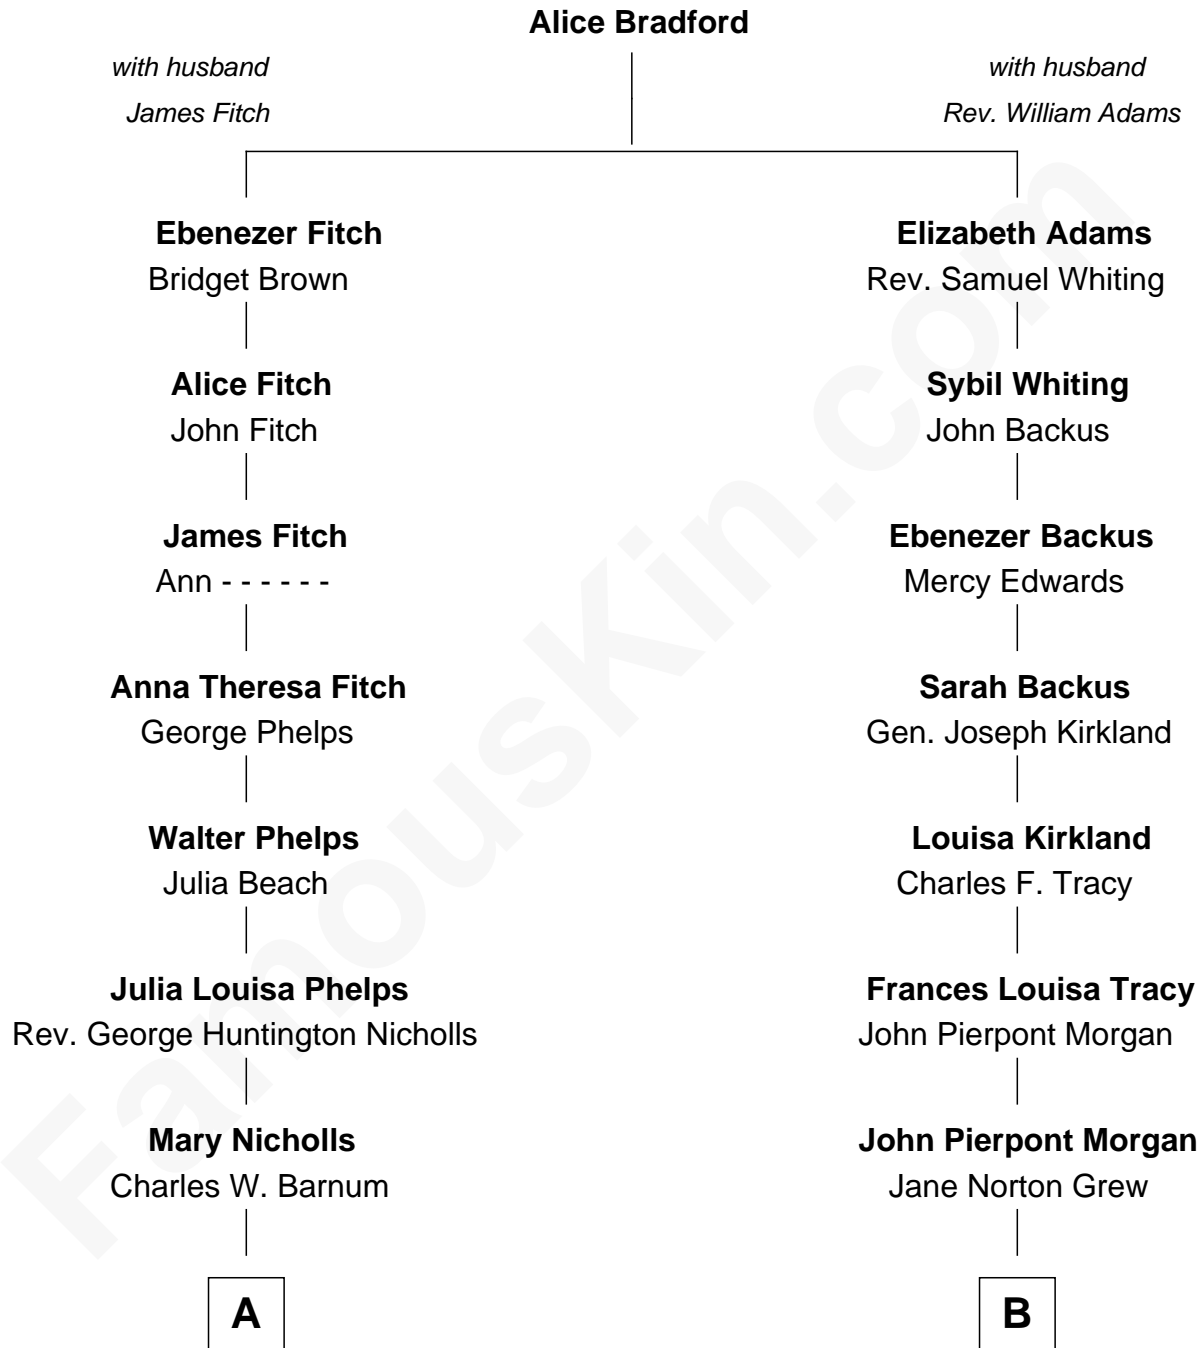 Alice Bradford
with husband
James Fitch
with husband
Rev. William Adams
Ebenezer Fitch
Bridget Brown
Elizabeth Adams
Rev. Samuel Whiting
Alice Fitch
John Fitch
Sybil Whiting
John Backus
James Fitch
Ann - - - - - -
Ebenezer Backus
Mercy Edwards
Anna Theresa Fitch
George Phelps
Sarah Backus
Gen. Joseph Kirkland
Walter Phelps
Julia Beach
Louisa Kirkland
Charles F. Tracy
Julia Louisa Phelps
Rev. George Huntington Nicholls
Frances Louisa Tracy
John Pierpont Morgan
Mary Nicholls
Charles W. Barnum
John Pierpont Morgan
Jane Norton Grew
A
B
FamousKin.com